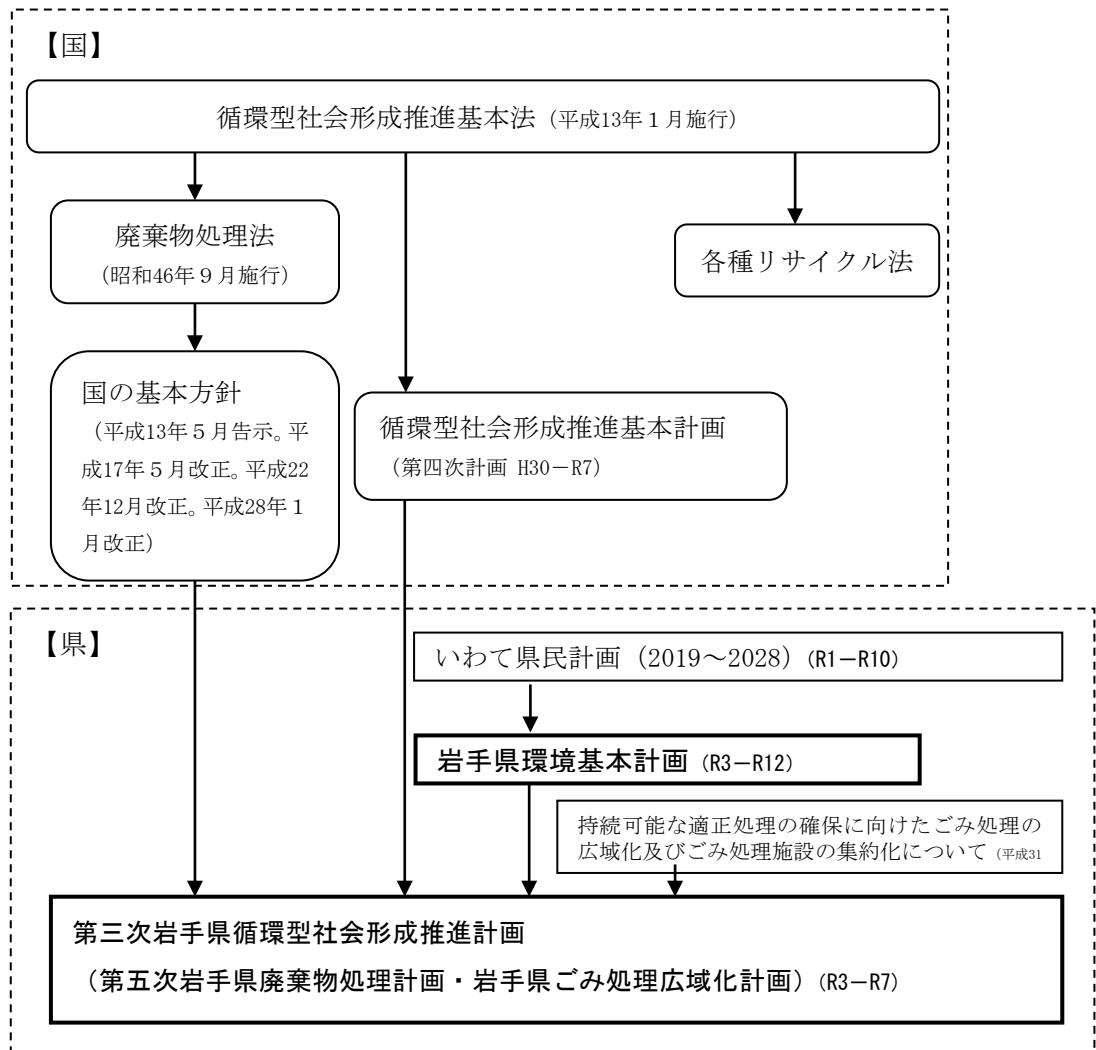 【国】
循環型社会形成推進基本法（平成13年１月施行）
廃棄物処理法
（昭和46年９月施行）
各種リサイクル法
国の基本方針
（平成13年５月告示。平
成17年５月改正。平成22
年12月改正。平成28年１
月改正）
循環型社会形成推進基本計画
（第四次計画 H30－R7）
【県】
いわて県民計画（2019～2028）（R1－R10）
岩手県環境基本計画（R3－R12）
持続可能な適正処理の確保に向けたごみ処理の
広域化及びごみ処理施設の集約化について（平成31
第三次岩手県循環型社会形成推進計画
（第五次岩手県廃棄物処理計画・岩手県ごみ処理広域化計画）（R3－R7）